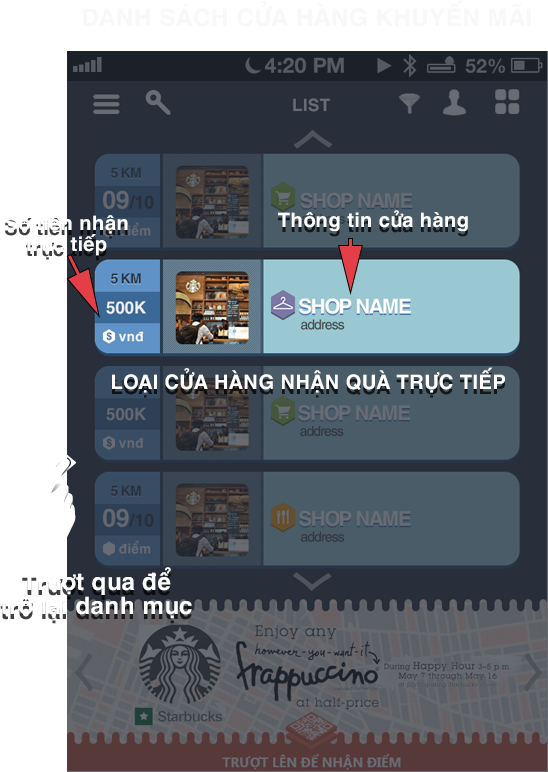 DANH SÁCH CỬA HÀNG KHUYẾN MÃI
4:20 PM 52%
LIST
5 KM
09/10
điểm
SHOP NAME
Số tiền nhận
trực tiếp
Thông tin cửa hàng
5 KM
500K
vnđ
SHOP NAME
address
LOẠI CỬA HÀNG NHẬN QUÀ TRỰC TIẾP
500K
vnđ
SHOP NAME
address
5 KM
09/10
điểm
SHOP NAME
address
Trượt qua để
trở lại danh mục
Enjoy any
however-you-want-it
frappuccino
at half-price
During Happy Hour 3-5 p.m.
May 7 through May 16
Starbucks
TRƯỢT LÊN ĐỂ NHẬN ĐIỂM